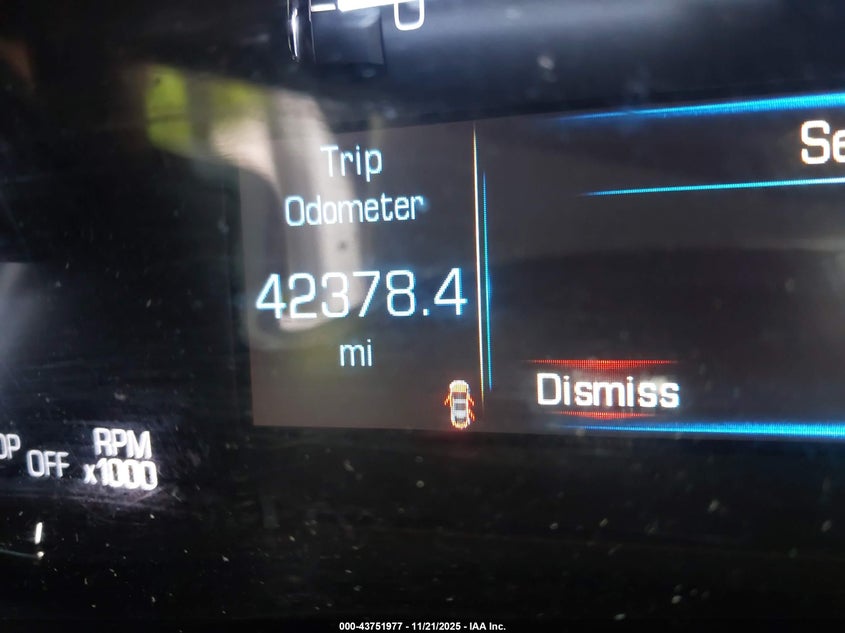 Trip
Odometer
42378.4
mi
Dismiss
OFF
RPM
x1000
000-43751977 - 11/21/2025 - IAA Inc.